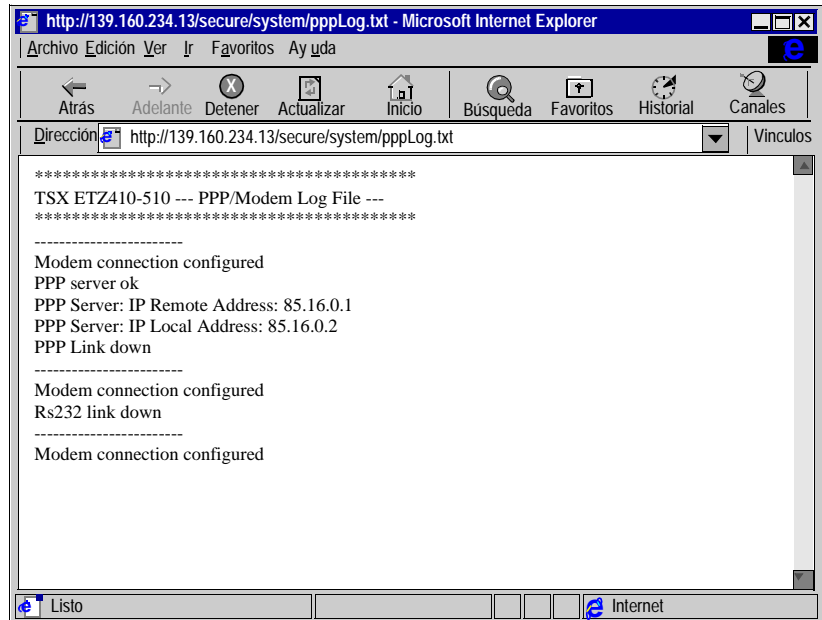 http://139.160.234.13/secure/system/pppLog.txt - Microsoft Internet Explorer
Archivo Edición Ver Ir Favoritos Ay uda
Atrás Adelante Detener Actualizar Inicio Búsqueda Favoritos Historial Canales
Dirección http://139.160.234.13/secure/system/pppLog.txt Vinculos
*****************************************
TSX ETZ410-510 --- PPP/Modem Log File ---
*****************************************
------------------------
Modem connection configured
PPP server ok
PPP Server: IP Remote Address: 85.16.0.1
PPP Server: IP Local Address: 85.16.0.2
PPP Link down
------------------------
Modem connection configured
Rs232 link down
------------------------
Modem connection configured
Listo Internet